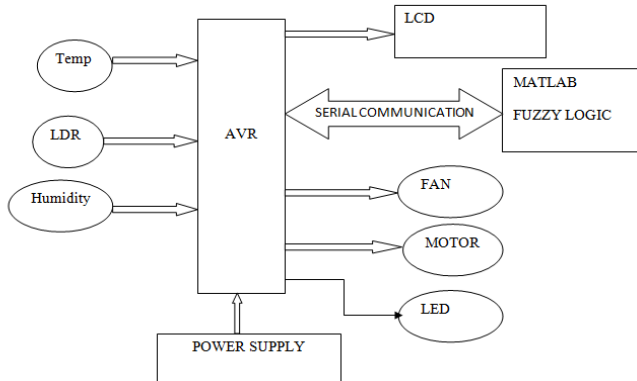 LCD
Temp
MATLAB
FUZZY LOGIC
SERIAL COMMUNICATION
LDR
AVR
Humidity
FAN
MOTOR
LED
POWER SUPPLY